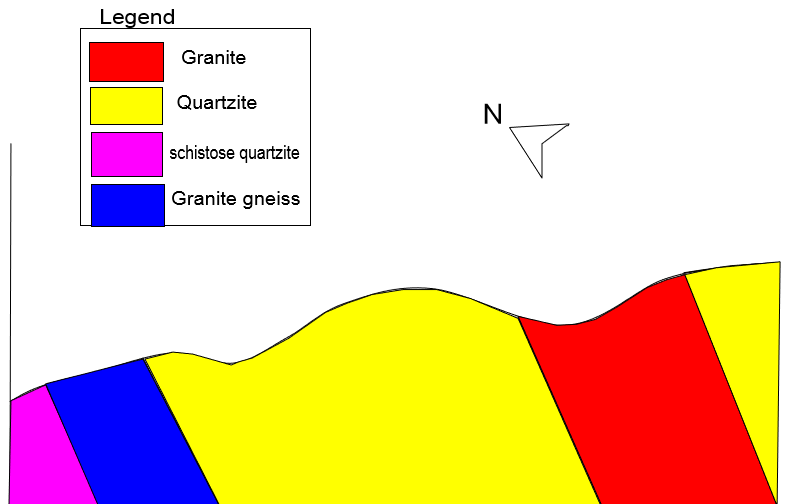 Legend
Granite
Quartzite
schistose quartzite
Granite gneiss
N